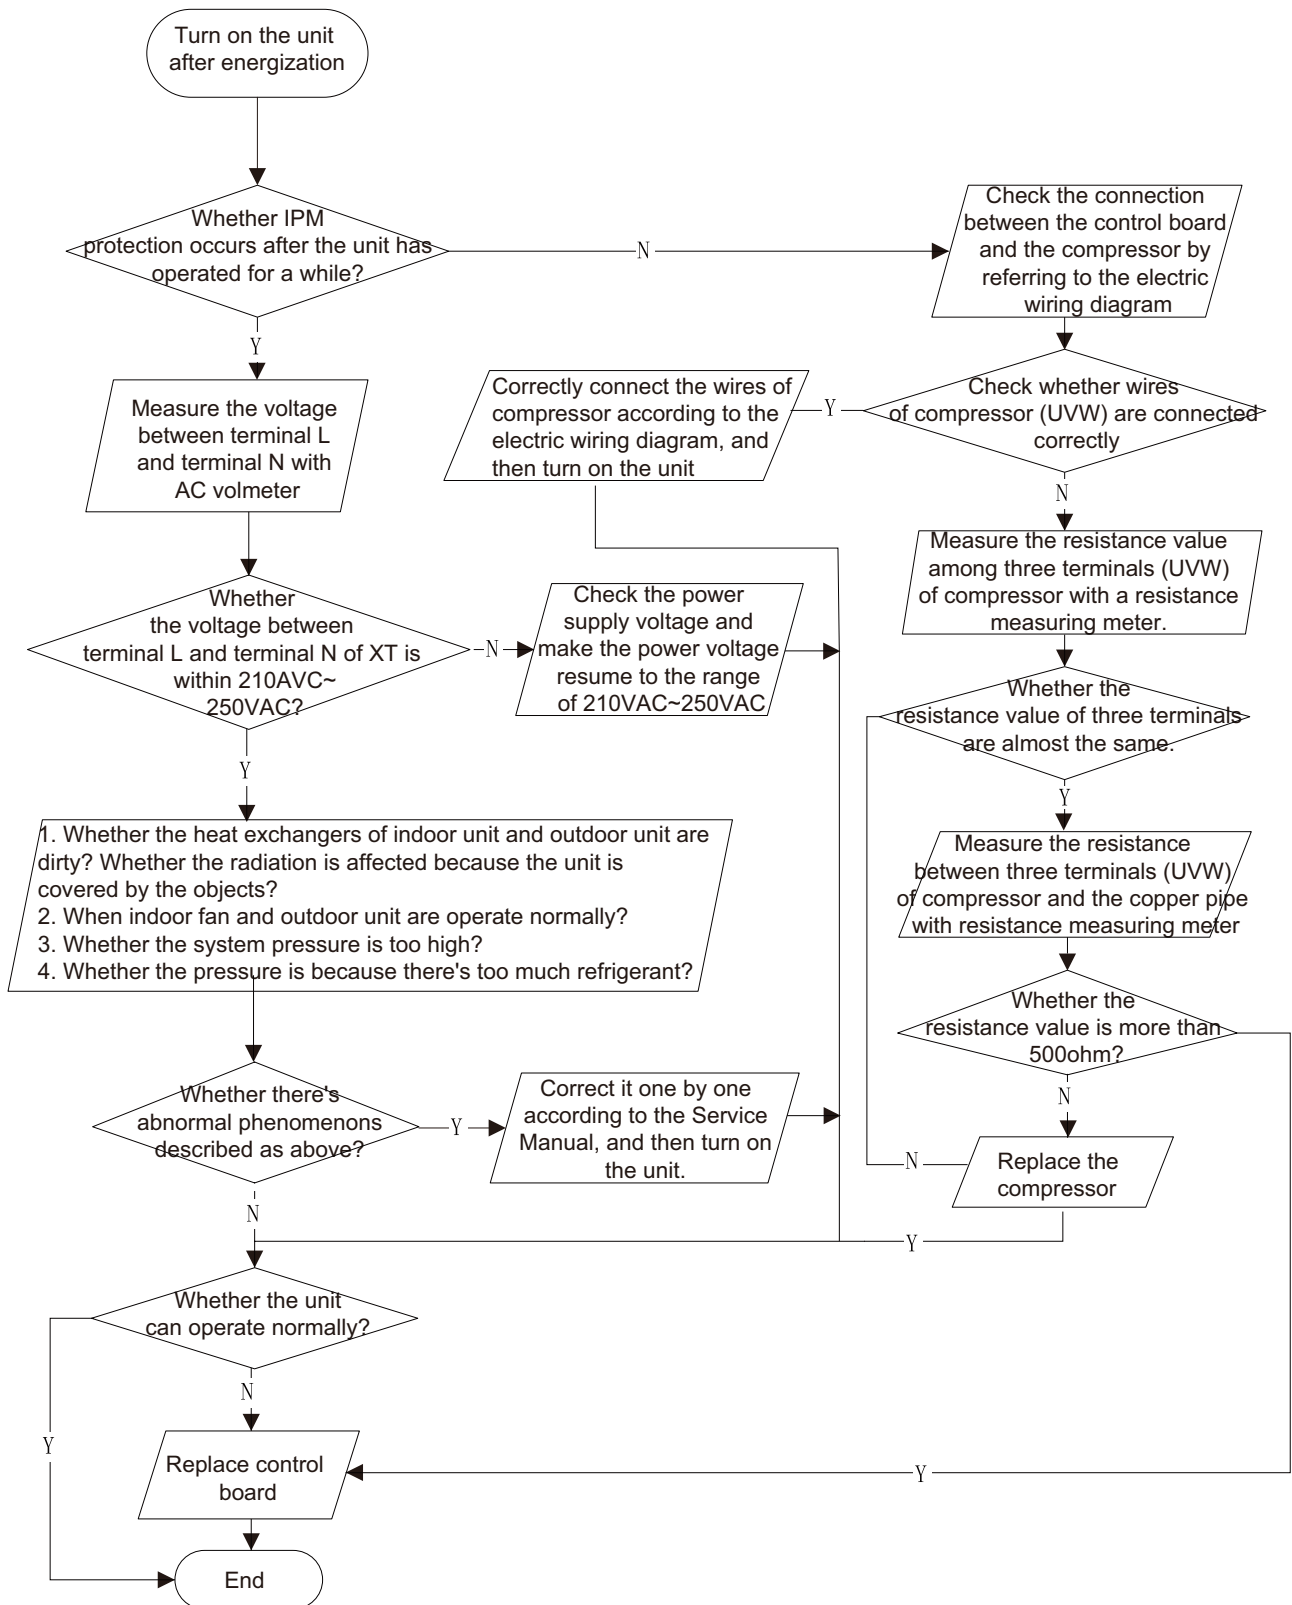 Turn on the unit
after energization
Whether IPM
protection occurs after the unit has
operated for a while?
N
Check the connection
between the control board
and the compressor by
referring to the electric
wiring diagram
Y
Measure the voltage
between terminal L
and terminal N with
AC volmeter
Correctly connect the wires of
compressor according to the
electric wiring diagram, and
then turn on the unit
Y
Check whether wires
of compressor (UVW) are connected
correctly
N
Measure the resistance value
among three terminals (UVW)
of compressor with a resistance
measuring meter.
Whether
the voltage between
terminal L and terminal N of XT is
within 210AVC~
250VAC?
N
Check the power
supply voltage and
make the power voltage
resume to the range
of 210VAC~250VAC
Whether the
resistance value of three terminals
are almost the same.
Y
Y
1. Whether the heat exchangers of indoor unit and outdoor unit are
dirty? Whether the radiation is affected because the unit is
covered by the objects?
2. When indoor fan and outdoor unit are operate normally?
3. Whether the system pressure is too high?
4. Whether the pressure is because there's too much refrigerant?
Measure the resistance
between three terminals (UVW)
of compressor and the copper pipe
with resistance measuring meter
Whether the
resistance value is more than
500ohm?
N
Whether there's
abnormal phenomenons
described as above?
Y
Correct it one by one
according to the Service
Manual, and then turn on
the unit.
N
Replace the
compressor
N
Y
Whether the unit
can operate normally?
N
Y
Replace control
board
Y
End